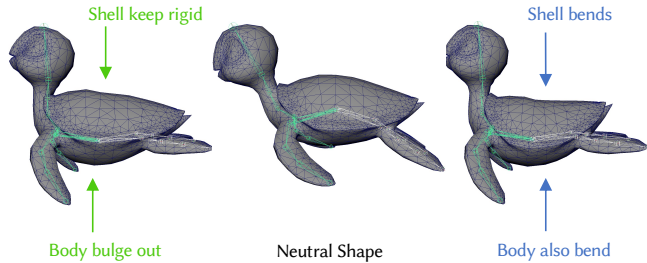 Shell keep rigid
Shell bends
Body bulge out
Neutral Shape
Body also bend